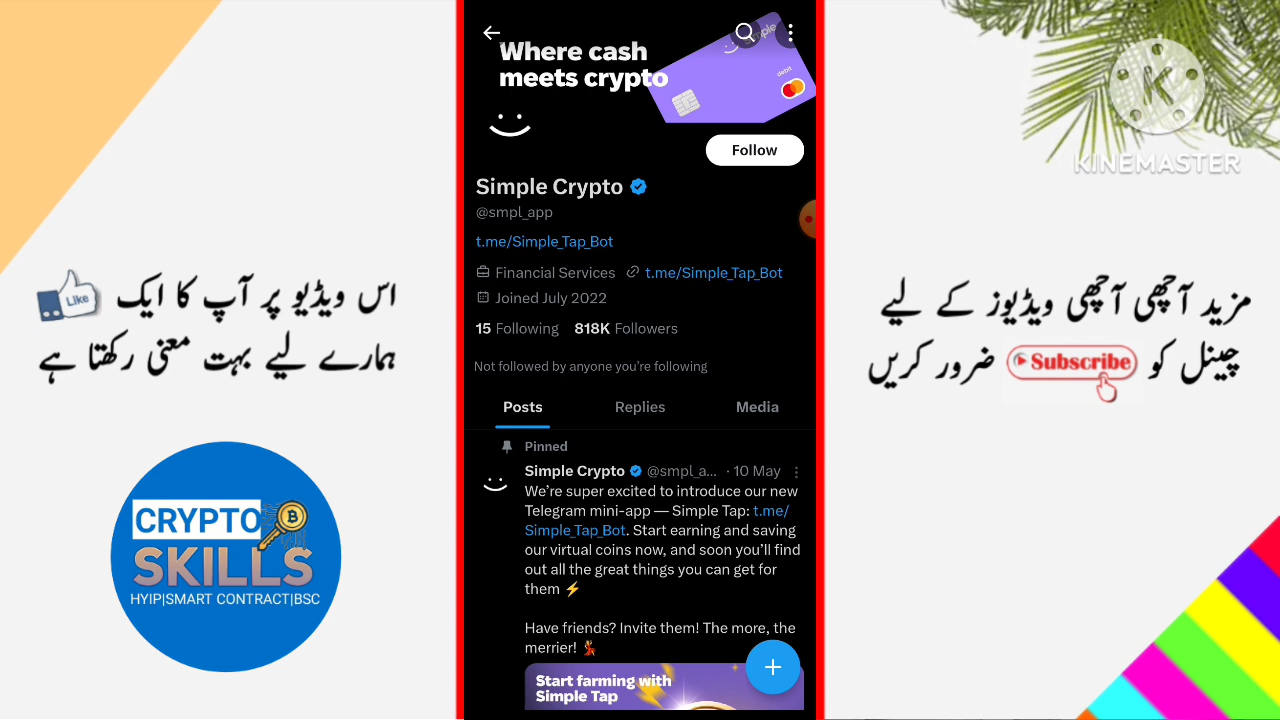 Where cash
meets crypto
simple
debit
Follow
Simple Crypto
@smpl_app
t.me/Simple_Tap_Bot
Financial Services t.me/Simple_Tap_Bot
Joined July 2022
15 Following 818K Followers
Not followed by anyone you're following
Posts Replies Media
Pinned
Simple Crypto @smpl_a... · 10 May
We're super excited to introduce our new
Telegram mini-app — Simple Tap: t.me/
Simple_Tap_Bot. Start earning and saving
our virtual coins now, and soon you'll find
out all the great things you can get for
them ⚡
Have friends? Invite them! The more, the
merrier! 💃
Start farming with
Simple Tap
اس ویڈیو پر آپ کا ایک Like
ہمارے لیے بہت معنی رکھتا ہے
CRYPTO
SKILLS
HYIP|SMART CONTRACT|BSC
K
KINEMASTER
مزید آچھی آچھی ویڈیوز کے لیے
چینل کو Subscribe ضرور کریں